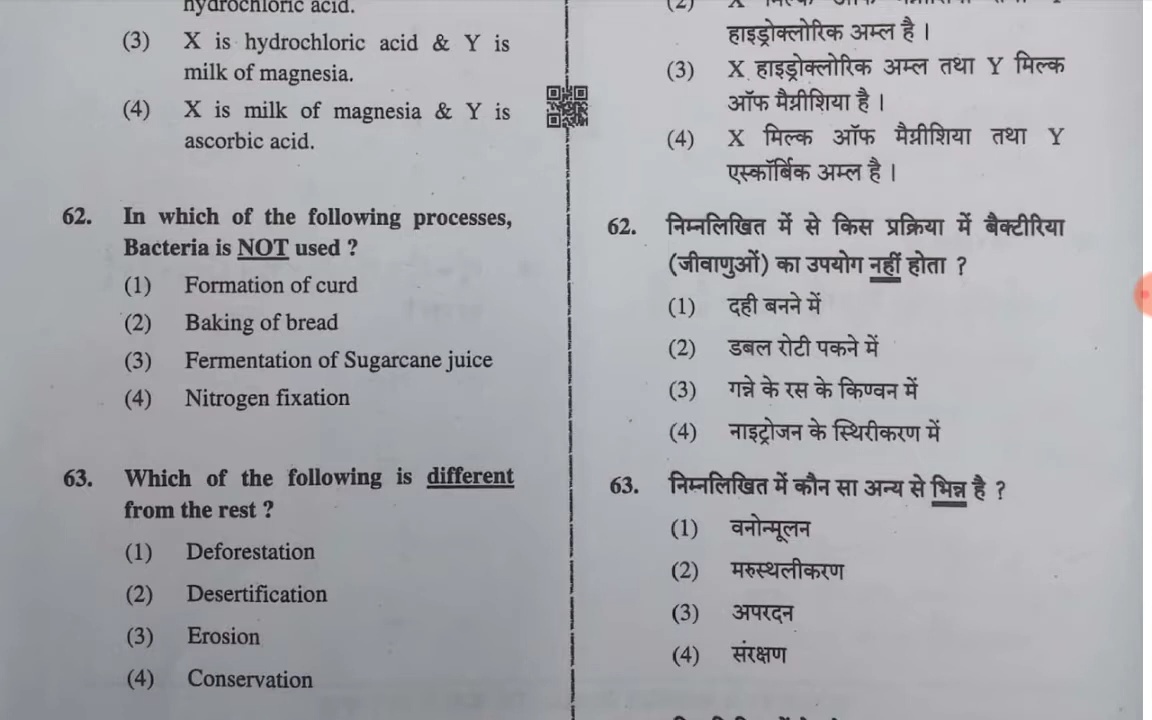 hydrochloric acid.
(3) X is hydrochloric acid & Y is
milk of magnesia.
(4) X is milk of magnesia & Y is
ascorbic acid.
62. In which of the following processes,
Bacteria is NOT used ?
(1) Formation of curd
(2) Baking of bread
(3) Fermentation of Sugarcane juice
(4) Nitrogen fixation
63. Which of the following is different
from the rest ?
(1) Deforestation
(2) Desertification
(3) Erosion
(4) Conservation
हाइड्रोक्लोरिक अम्ल है ।
(3) X हाइड्रोक्लोरिक अम्ल तथा Y मिल्क
ऑफ मैग्नीशिया है ।
(4) X मिल्क ऑफ मैग्नीशिया तथा Y
एस्कॉर्बिक अम्ल है ।
62. निम्नलिखित में से किस प्रक्रिया में बैक्टीरिया
(जीवाणुओं) का उपयोग नहीं होता ?
(1) दही बनने में
(2) डबल रोटी पकने में
(3) गन्ने के रस के किण्वन में
(4) नाइट्रोजन के स्थिरीकरण में
63. निम्नलिखित में कौन सा अन्य से भिन्न है ?
(1) वनोन्मूलन
(2) मरुस्थलीकरण
(3) अपरदन
(4) संरक्षण